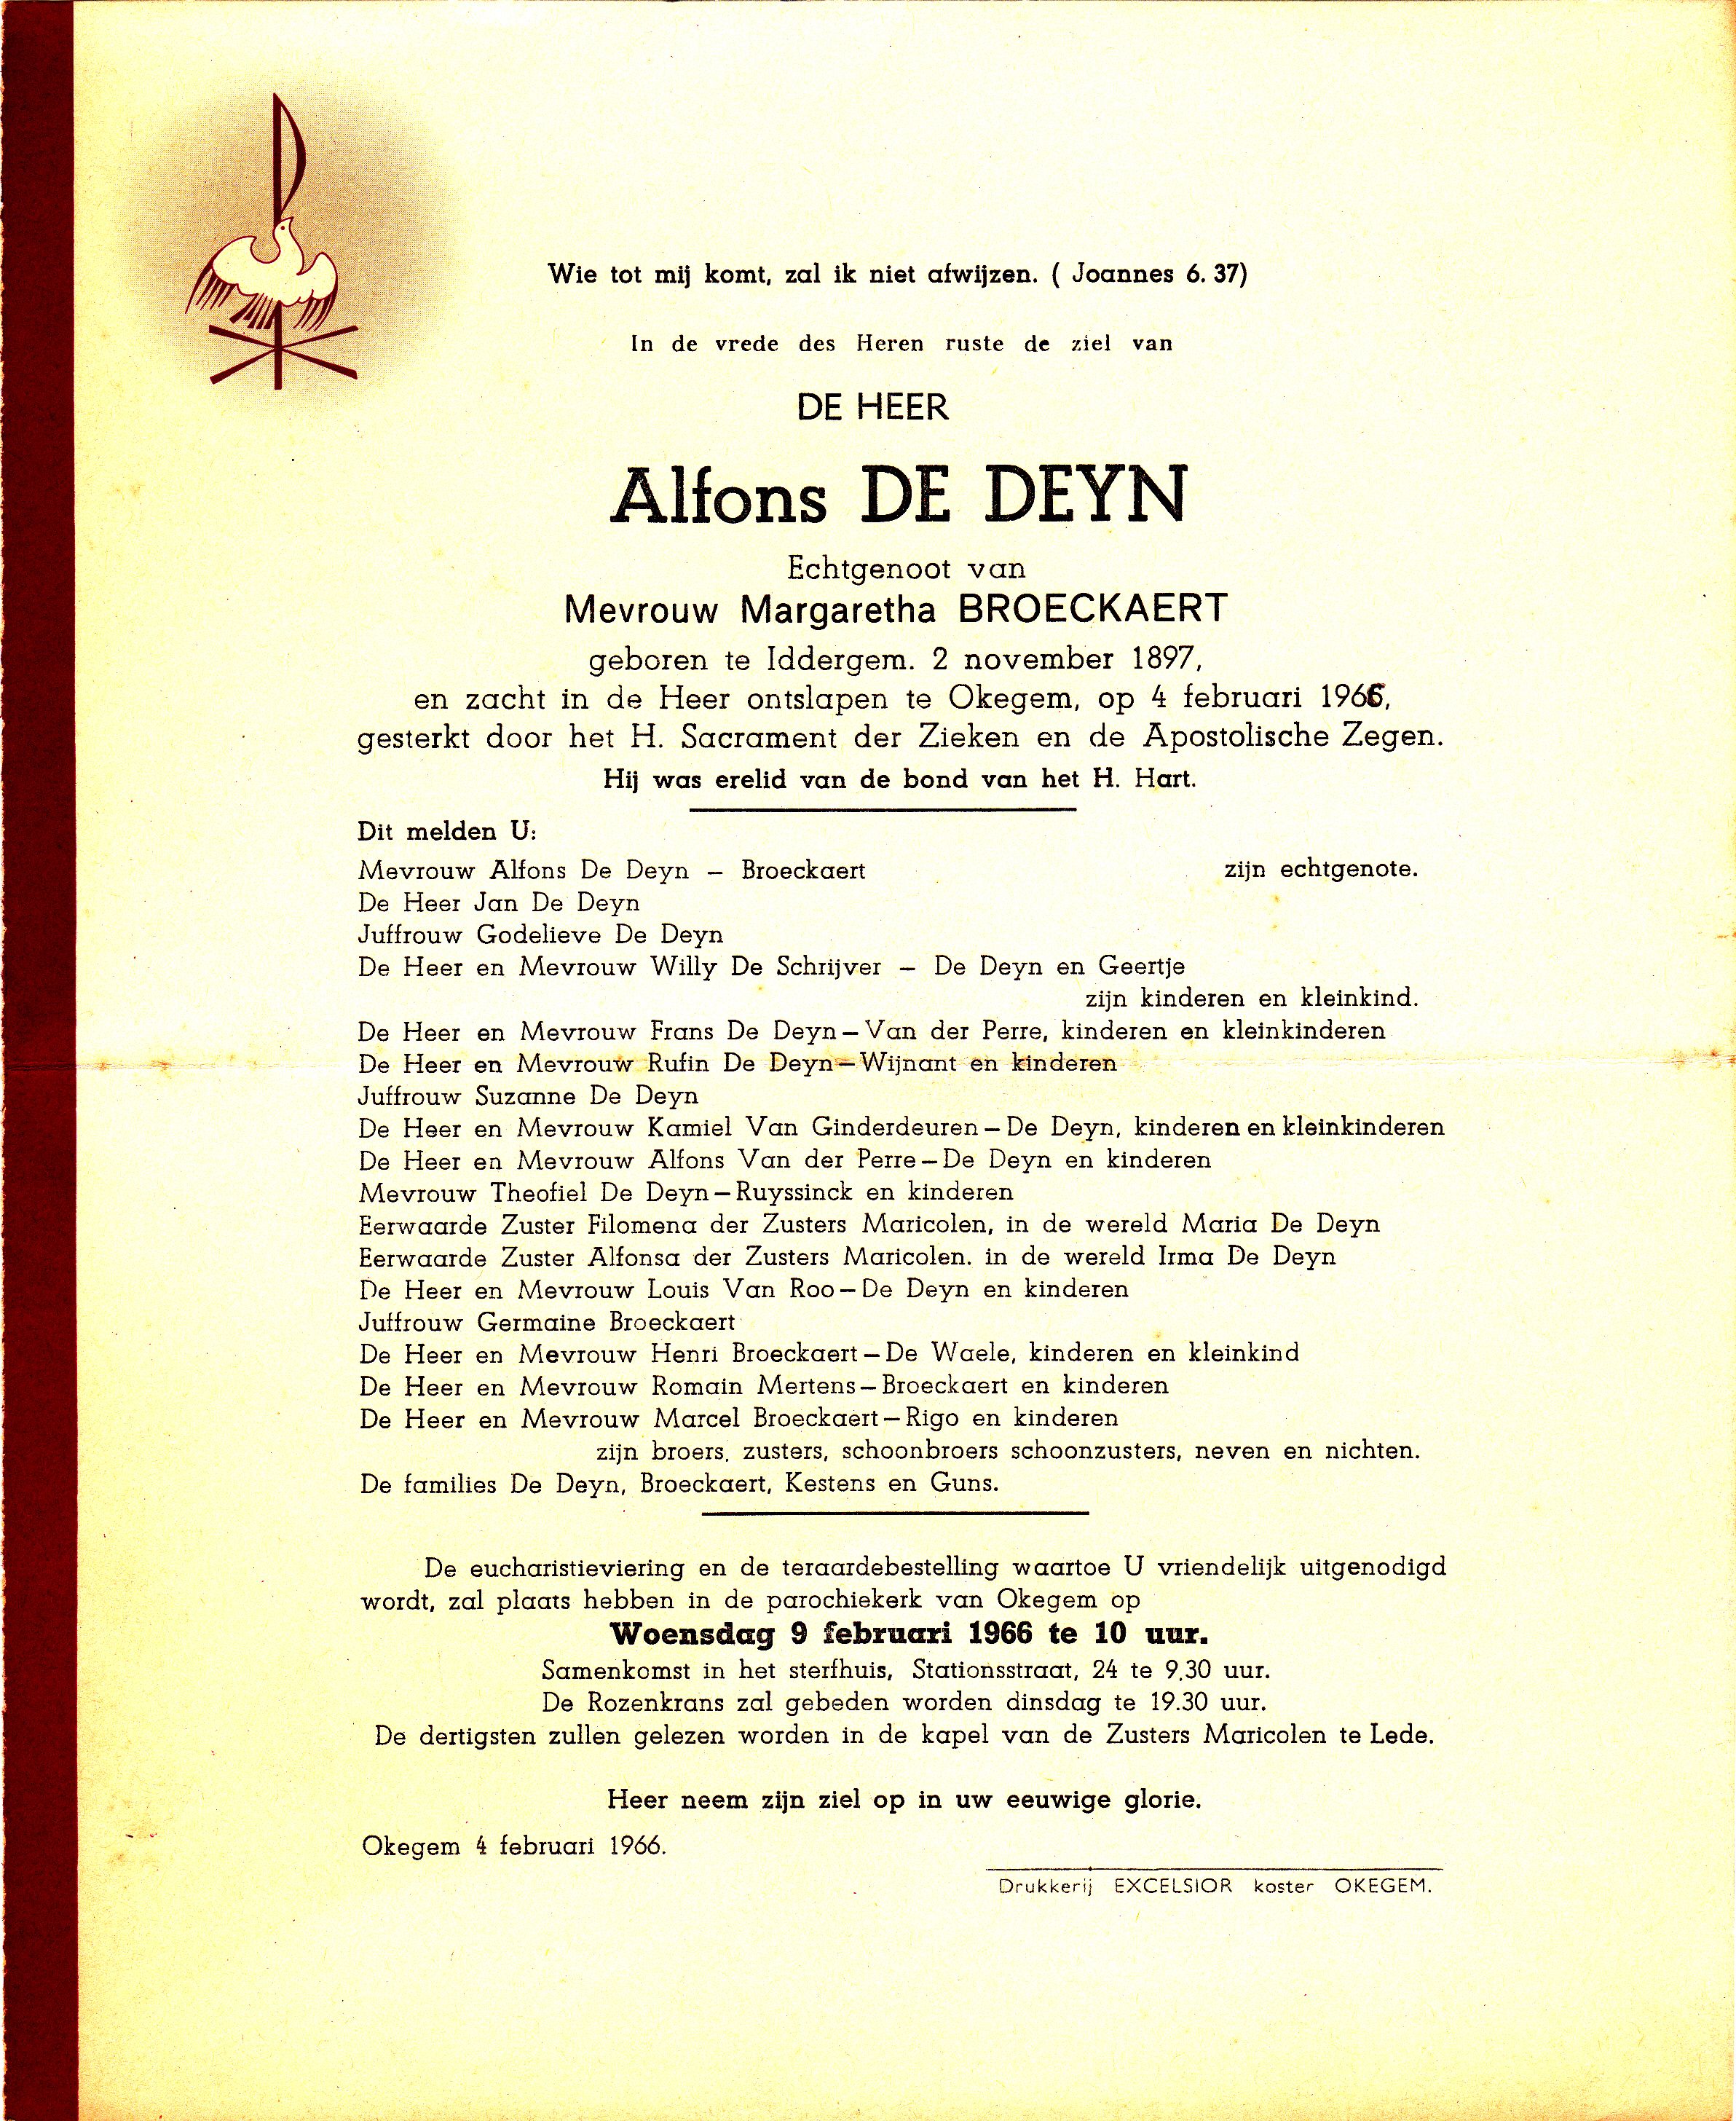 Wie tot mij komt, zal ik niet afwijzen. ( Joannes 6. 37)
In de vrede des Heren ruste de ziel van
DE HEER
Alfons DE DEYN
Echtgenoot van
Mevrouw Margaretha BROECKAERT
geboren te Iddergem. 2 november 1897,
en zacht in de Heer ontslapen te Okegem, op 4 februari 1966,
gesterkt door het H. Sacrament der Zieken en de Apostolische Zegen.
Hij was erelid van de bond van het H. Hart.
Dit melden U:
Mevrouw Alfons De Deyn – Broeckaert zijn echtgenote.
De Heer Jan De Deyn
Juffrouw Godelieve De Deyn
De Heer en Mevrouw Willy De Schrijver – De Deyn en Geertje
zijn kinderen en kleinkind.
De Heer en Mevrouw Frans De Deyn – Van der Perre, kinderen en kleinkinderen
De Heer en Mevrouw Rufin De Deyn – Wijnant en kinderen
Juffrouw Suzanne De Deyn
De Heer en Mevrouw Kamiel Van Ginderdeuren – De Deyn, kinderen en kleinkinderen
De Heer en Mevrouw Alfons Van der Perre – De Deyn en kinderen
Mevrouw Theofiel De Deyn – Ruyssinck en kinderen
Eerwaarde Zuster Filomena der Zusters Maricolen, in de wereld Maria De Deyn
Eerwaarde Zuster Alfonsa der Zusters Maricolen. in de wereld Irma De Deyn
De Heer en Mevrouw Louis Van Roo – De Deyn en kinderen
Juffrouw Germaine Broeckaert
De Heer en Mevrouw Henri Broeckaert – De Waele, kinderen en kleinkind
De Heer en Mevrouw Romain Mertens – Broeckaert en kinderen
De Heer en Mevrouw Marcel Broeckaert – Rigo en kinderen
zijn broers, zusters, schoonbroers schoonzusters, neven en nichten.
De families De Deyn, Broeckaert, Kestens en Guns.
De eucharistieviering en de teraardebestelling waartoe U vriendelijk uitgenodigd
wordt, zal plaats hebben in de parochiekerk van Okegem op
Woensdag 9 februari 1966 te 10 uur.
Samenkomst in het sterfhuis, Stationsstraat, 24 te 9.30 uur.
De Rozenkrans zal gebeden worden dinsdag te 19.30 uur.
De dertigsten zullen gelezen worden in de kapel van de Zusters Maricolen te Lede.
Heer neem zijn ziel op in uw eeuwige glorie.
Okegem 4 februari 1966.
Drukkerij EXCELSIOR koster OKEGEM.